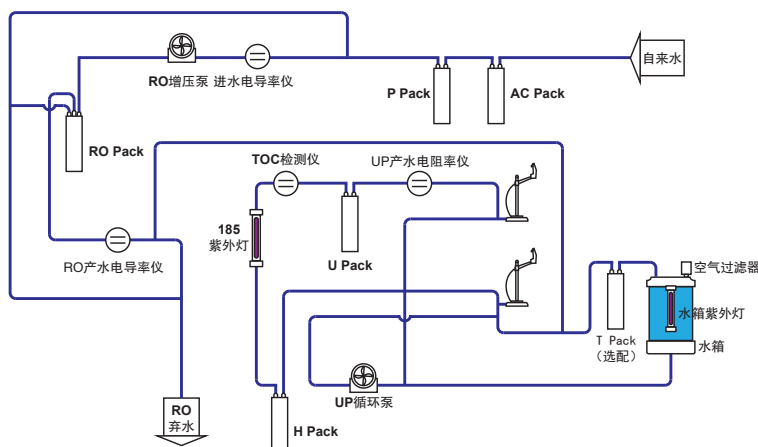 自来水
RO增压泵 进水电导率仪
P Pack
AC Pack
RO Pack
TOC检测仪
UP产水电阻率仪
185
紫外灯
U Pack
RO产水电导率仪
空气过滤器
水箱紫外灯
T Pack
（选配）
水箱
UP循环泵
RO
弃水
H Pack